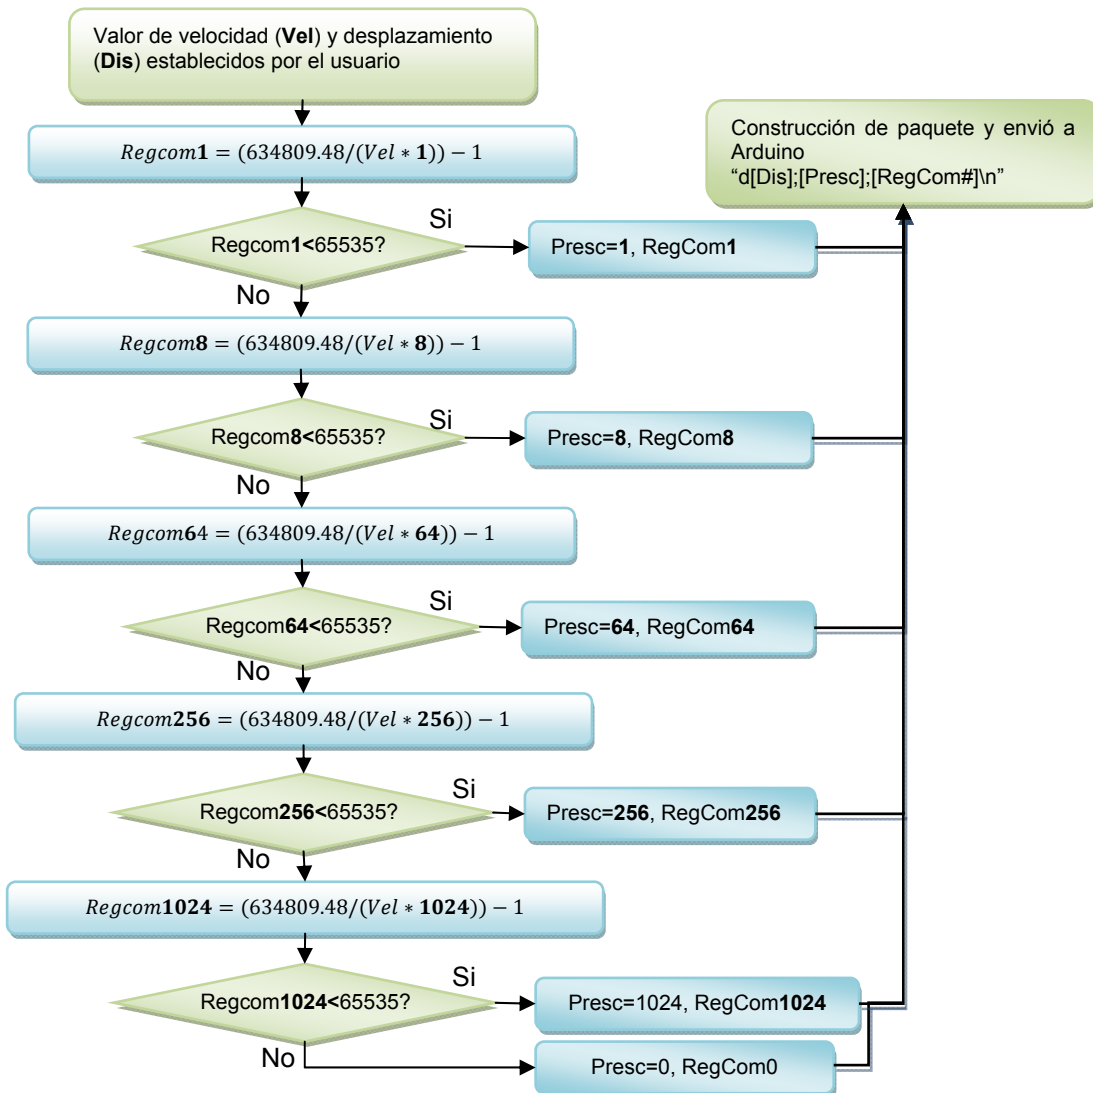 Valor de velocidad (Vel) y desplazamiento
(Dis) establecidos por el usuario
Construcción de paquete y envió a
Arduino
“d[Dis];[Presc];[RegCom#]\n”
Regcom1 = (634809.48/(Vel * 1)) − 1
Regcom1<65535?
Si
Presc=1, RegCom1
No
Regcom8 = (634809.48/(Vel * 8)) − 1
Regcom8<65535?
Si
Presc=8, RegCom8
No
Regcom64 = (634809.48/(Vel * 64)) − 1
Regcom64<65535?
Si
Presc=64, RegCom64
No
Regcom256 = (634809.48/(Vel * 256)) − 1
Regcom256<65535?
Si
Presc=256, RegCom256
No
Regcom1024 = (634809.48/(Vel * 1024)) − 1
Regcom1024<65535?
Si
Presc=1024, RegCom1024
No
Presc=0, RegCom0